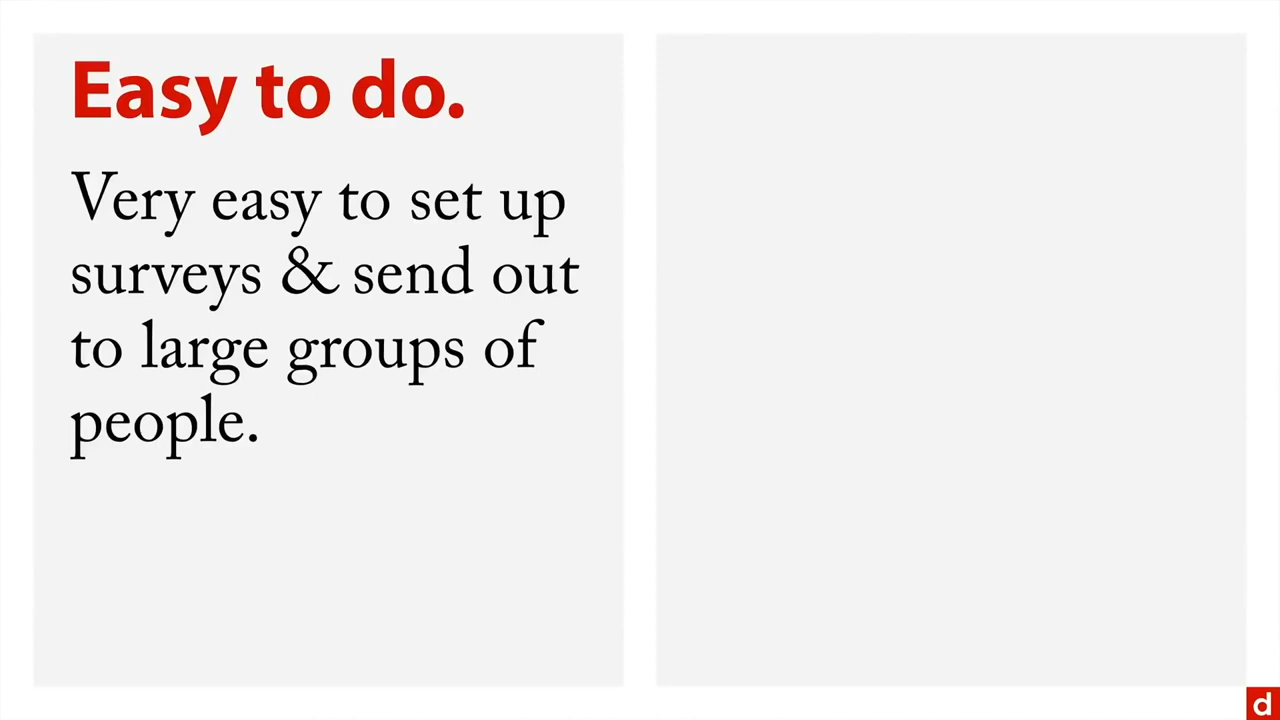 Easy to do.
Very easy to set up
surveys & send out
to large groups of
people.
d